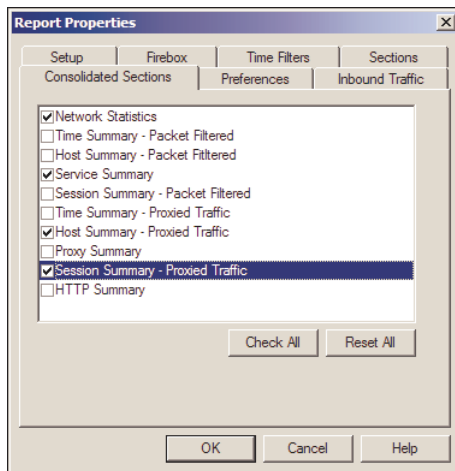 Report Properties
Setup Firebox Time Filters Sections
Consolidated Sections Preferences Inbound Traffic
Network Statistics
Time Summary - Packet Filtered
Host Summary - Packet Fitltered
Service Summary
Session Summary - Packet Filtered
Time Summary - Proxied Traffic
Host Summary - Proxied Traffic
Proxy Summary
Session Summary - Proxied Traffic
HTTP Summary
Check All Reset All
OK Cancel Help